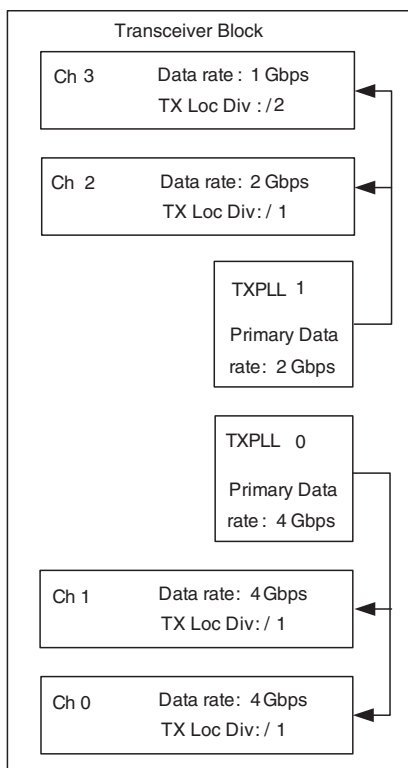 Transceiver Block
Ch 3
Data rate: 1 Gbps
TX Loc Div: /2
Ch 2
Data rate: 2 Gbps
TX Loc Div: / 1
TXPLL 1
Primary Data
rate: 2 Gbps
TXPLL 0
Primary Data
rate: 4 Gbps
Ch 1
Data rate: 4 Gbps
TX Loc Div: / 1
Ch 0
Data rate: 4 Gbps
TX Loc Div: / 1